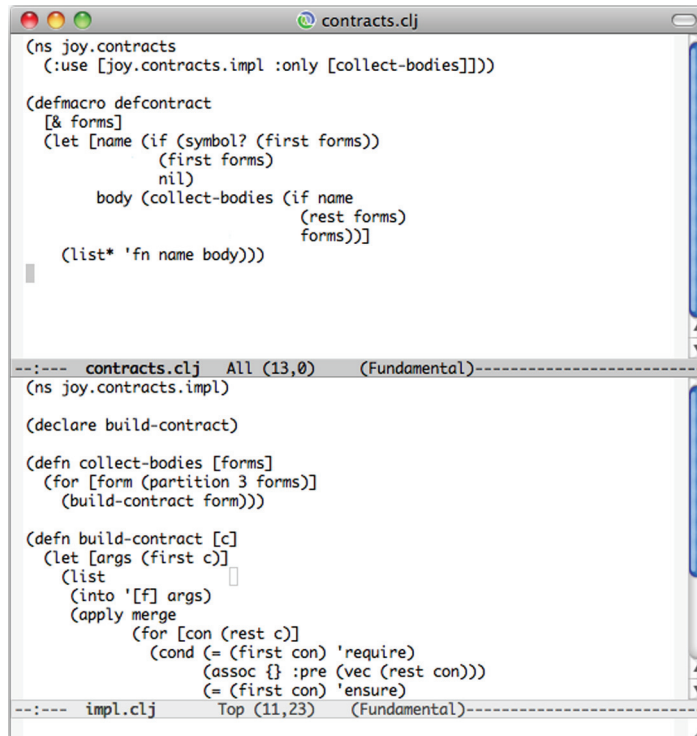 contracts.clj
(ns joy.contracts
  (:use [joy.contracts.impl :only [collect-bodies]]))
(defmacro defcontract
  [& forms]
  (let [name (if (symbol? (first forms))
               (first forms)
               nil)
        body (collect-bodies (if name
                               (rest forms)
                               forms))]
    (list* 'fn name body)))
--:---  contracts.clj   All (13,0)     (Fundamental)-------------------------
(ns joy.contracts.impl)
(declare build-contract)
(defn collect-bodies [forms]
  (for [form (partition 3 forms)]
    (build-contract form)))
(defn build-contract [c]
  (let [args (first c)]
    (list
     (into '[f] args)
     (apply merge
            (for [con (rest c)]
              (cond (= (first con) 'require)
                    (assoc {} :pre (vec (rest con)))
                    (= (first con) 'ensure)
--:---  impl.clj       Top (11,23)    (Fundamental)--------------------------